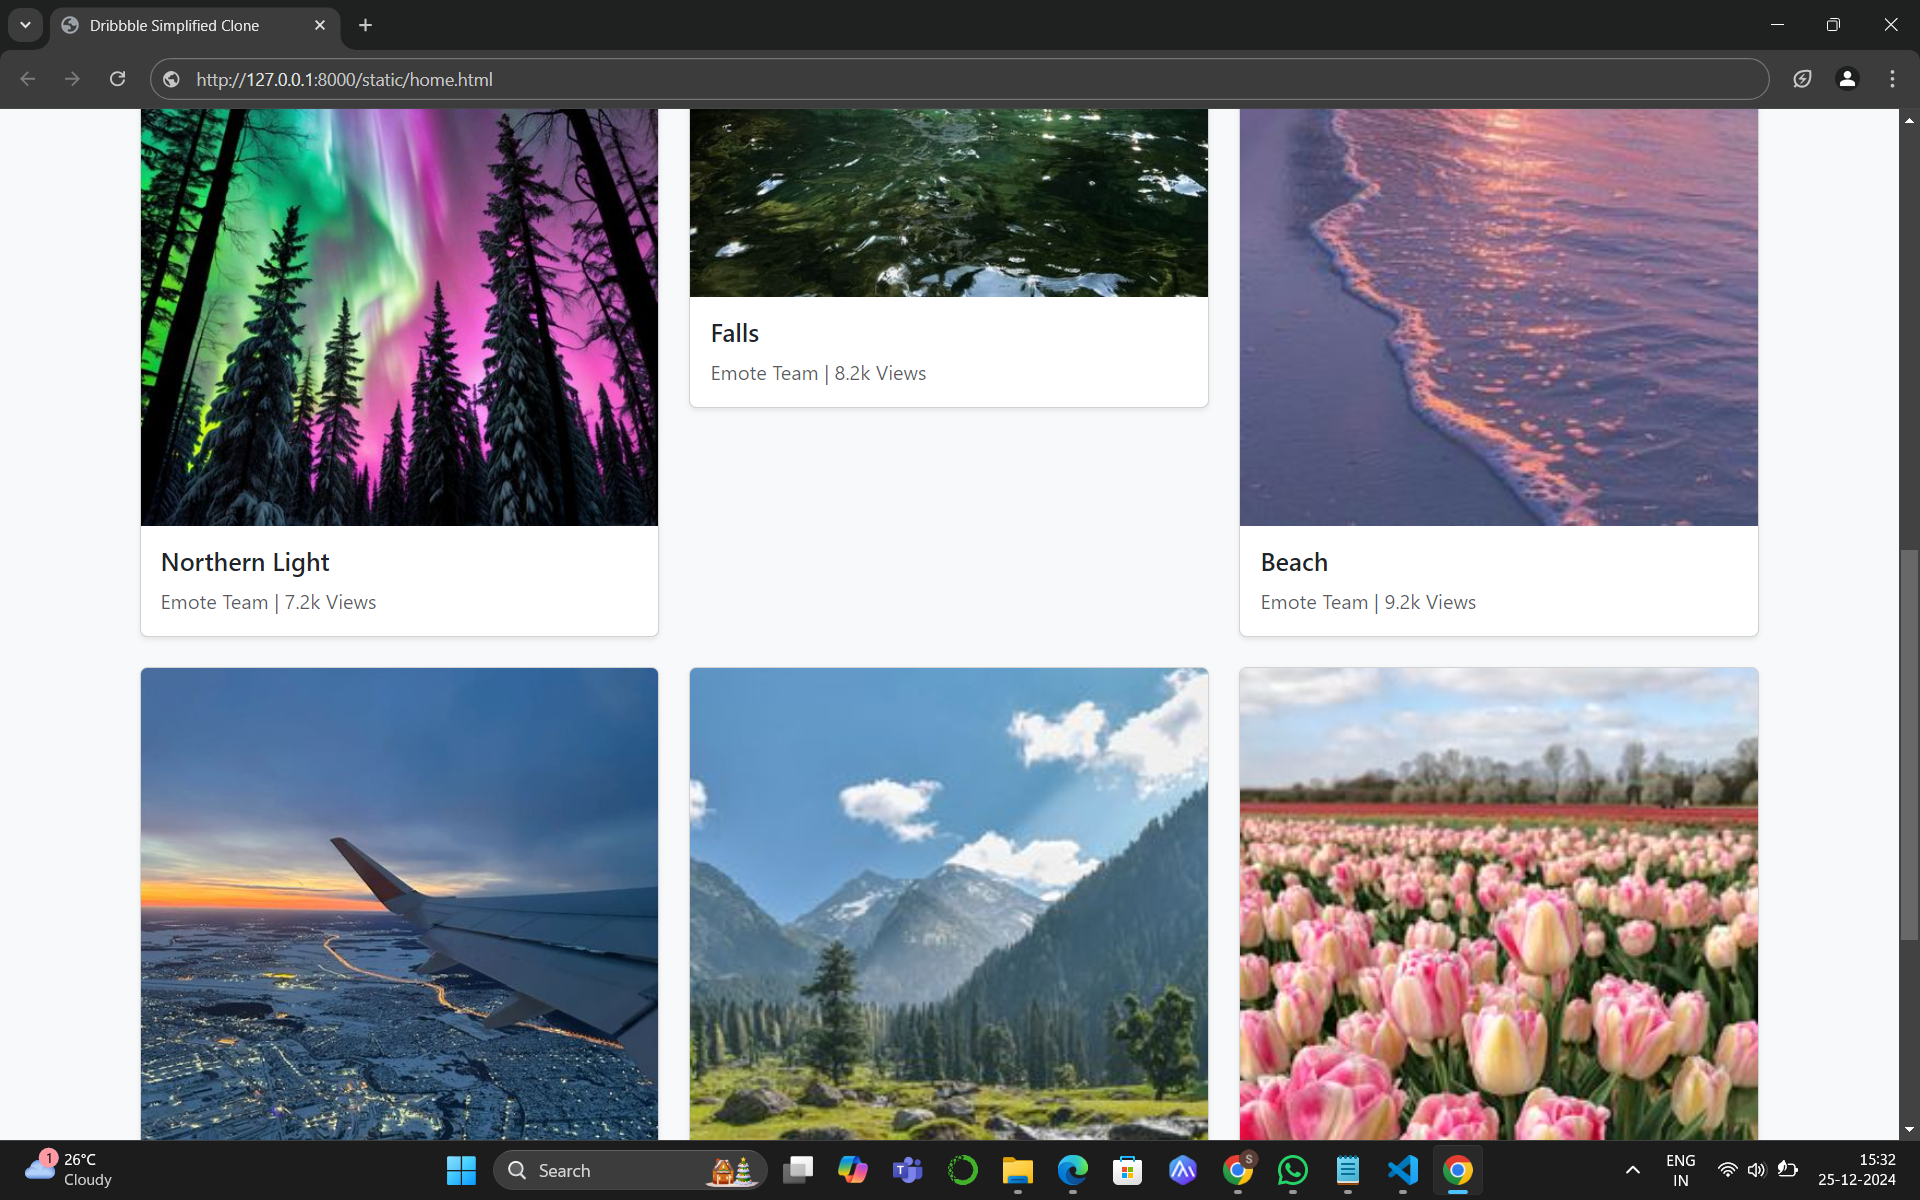 Dribbble Simplified Clone
http://127.0.0.1:8000/static/home.html
Falls
Emote Team | 8.2k Views
Northern Light
Emote Team | 7.2k Views
Beach
Emote Team | 9.2k Views
1
26°C
Cloudy
Search
S
ENG
IN
15:32
25-12-2024